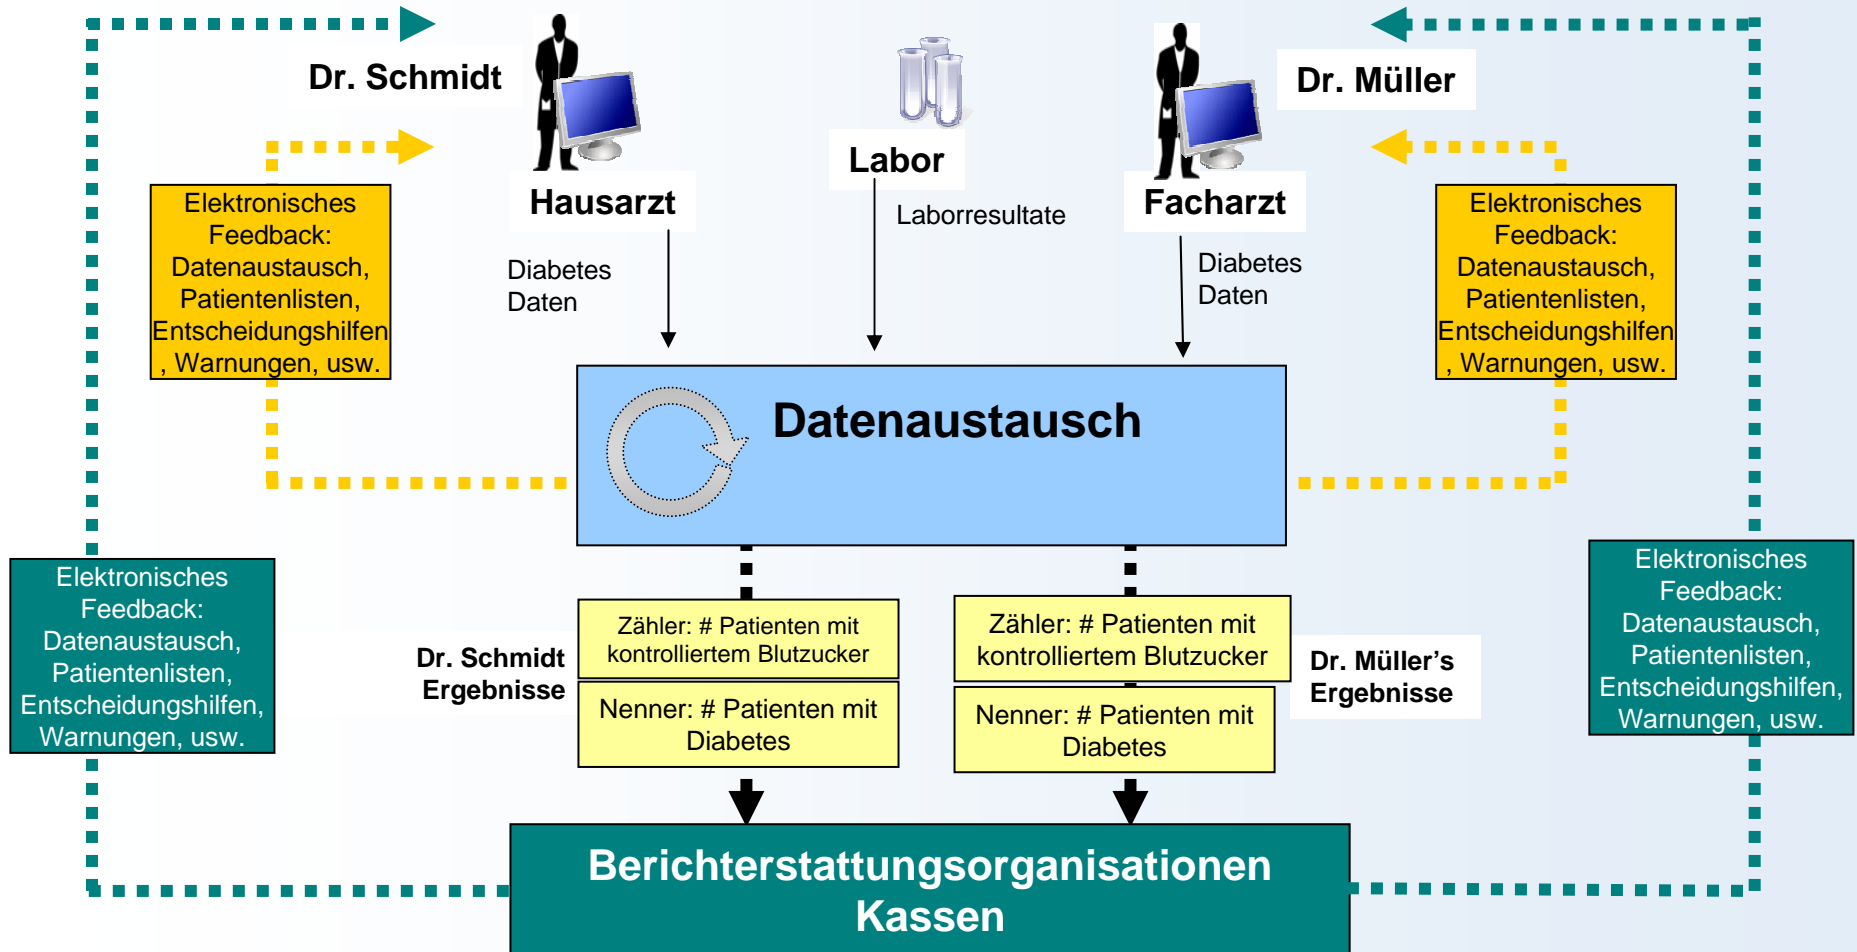 Dr. Schmidt
Dr. Müller
Hausarzt
Labor
Facharzt
Laborresultate
Diabetes
Daten
Diabetes
Daten
Elektronisches
Feedback:
Datenaustausch,
Patientenlisten,
Entscheidungshilfen
, Warnungen, usw.
Elektronisches
Feedback:
Datenaustausch,
Patientenlisten,
Entscheidungshilfen
, Warnungen, usw.
Datenaustausch
Elektronisches
Feedback:
Datenaustausch,
Patientenlisten,
Entscheidungshilfen,
Warnungen, usw.
Dr. Schmidt
Ergebnisse
Zähler: # Patienten mit
kontrolliertem Blutzucker
Nenner: # Patienten mit
Diabetes
Zähler: # Patienten mit
kontrolliertem Blutzucker
Nenner: # Patienten mit
Diabetes
Dr. Müller's
Ergebnisse
Elektronisches
Feedback:
Datenaustausch,
Patientenlisten,
Entscheidungshilfen,
Warnungen, usw.
Berichterstattungsorganisationen
Kassen